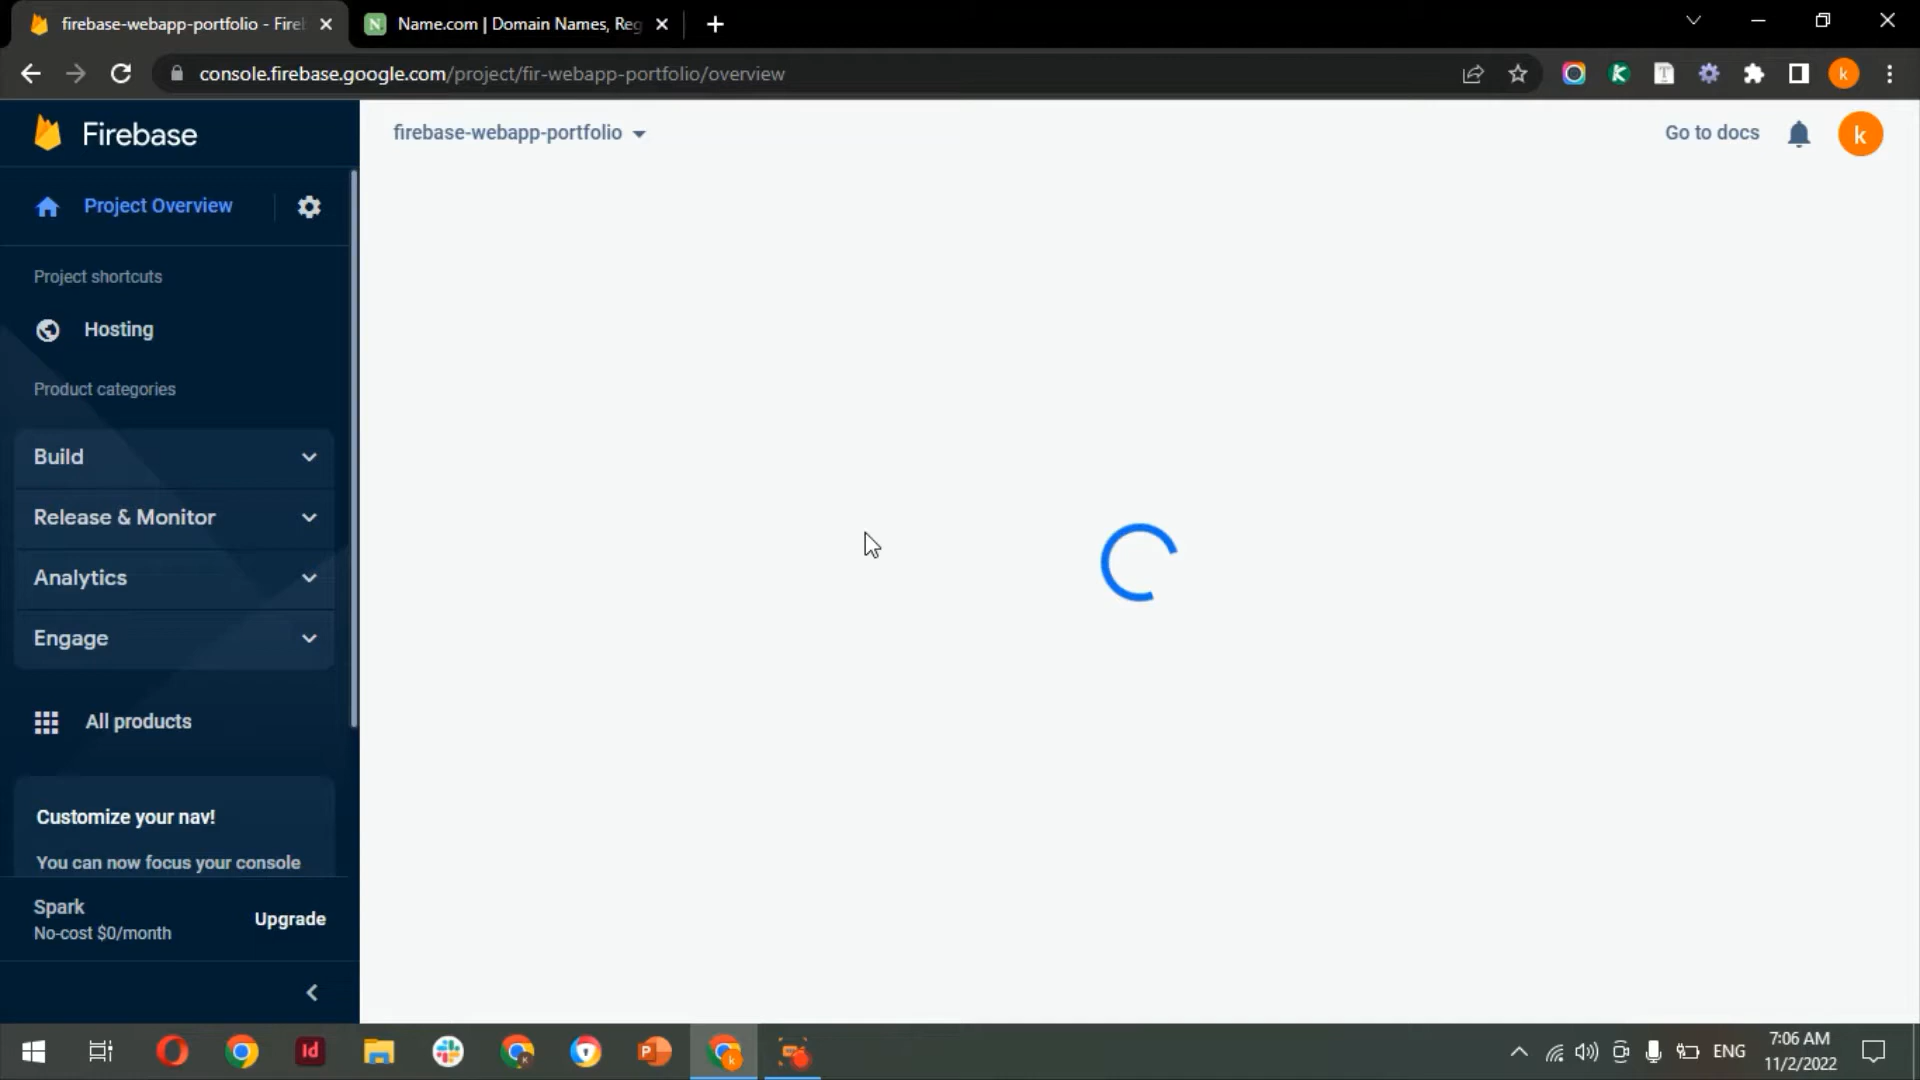 firebase-webapp-portfolio - Fire
Name.com | Domain Names, Reg
console.firebase.google.com/project/fir-webapp-portfolio/overview
k
Firebase
firebase-webapp-portfolio
Go to docs
k
Project Overview
Project shortcuts
Hosting
Product categories
Build
Release & Monitor
Analytics
Engage
All products
Customize your nav!
You can now focus your console
Spark
No-cost $0/month
Upgrade
ENG
7:06 AM
11/2/2022